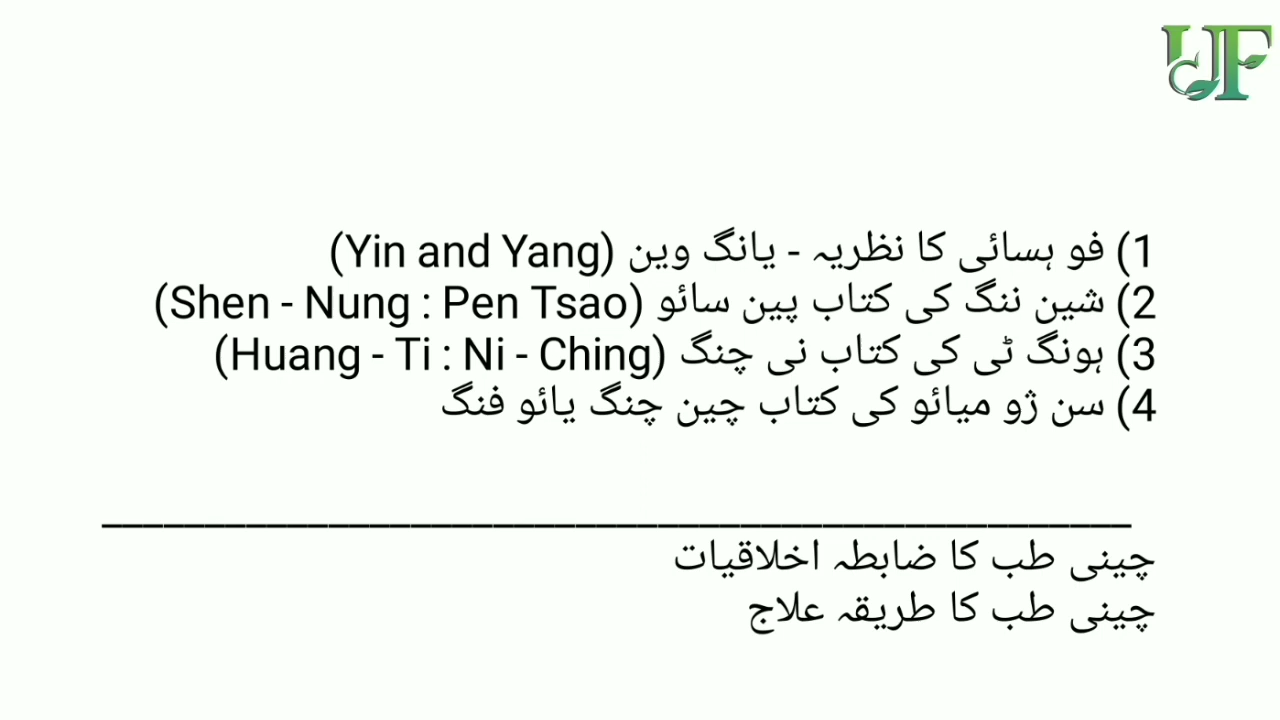 UF
1) فو ہسائی کا نظریہ - یانگ وین (Yin and Yang)
2) شین ننگ کی کتاب پین سائو (Shen - Nung : Pen Tsao)
3) ہونگ ٹی کی کتاب نی چنگ (Huang - Ti : Ni - Ching)
4) سن ژو میائو کی کتاب چین چنگ یائو فنگ
چینی طب کا ضابطہ اخلاقیات
چینی طب کا طریقہ علاج